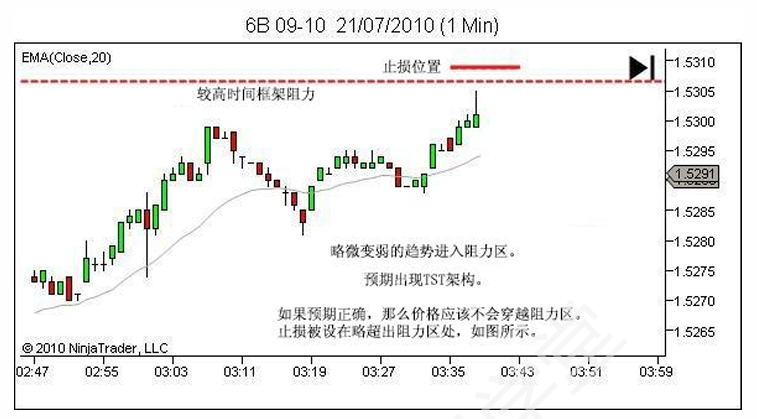 6B 09-10 21/07/2010 (1 Min)
EMA(Close,20)
止损位置
较高时间框架阻力
1.5310
1.5305
1.5300
1.5295
1.5291
1.5285
1.5280
1.5275
1.5270
1.5265
略微变弱的趋势进入阻力区。
预期出现TST架构。
如果预期正确，那么价格应该不会穿越阻力区。
止损被设在略超出阻力区处，如图所示。
© 2010 NinjaTrader, LLC
02:47 02:55 03:03 03:11 03:19 03:27 03:35 03:43 03:51 03:59